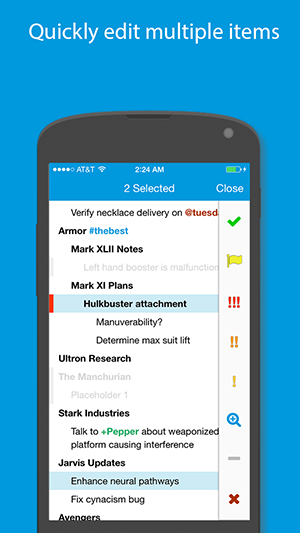 Quickly edit multiple items
AT&T 2:24 AM
2 Selected Close
Verify necklace delivery on @tuesda
Armor #thebest
Mark XLII Notes
Left hand booster is malfunction
Mark XI Plans
Hulkbuster attachment
Manuverability?
Determine max suit lift
Ultron Research
The Manchurian
Placeholder 1
Stark Industries
Talk to +Pepper about weaponized
platform causing interference
Jarvis Updates
Enhance neural pathways
Fix cynacism bug
Avengers